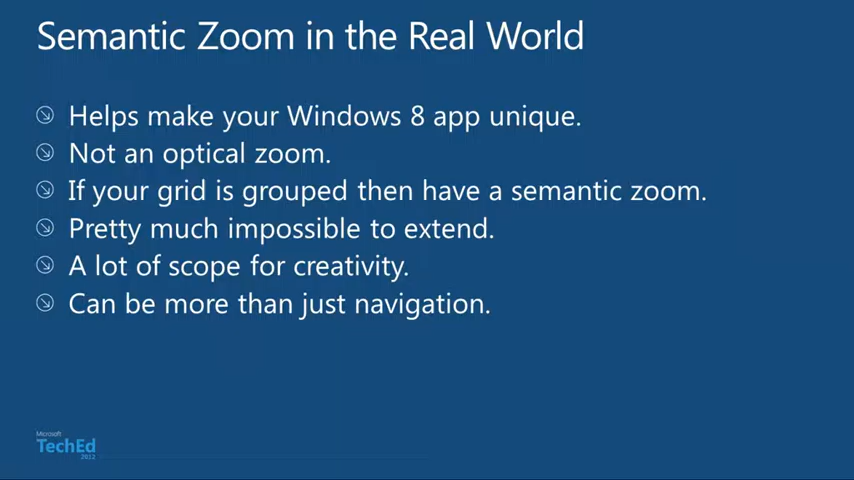 Semantic Zoom in the Real World
Helps make your Windows 8 app unique.
Not an optical zoom.
If your grid is grouped then have a semantic zoom.
Pretty much impossible to extend.
A lot of scope for creativity.
Can be more than just navigation.
Microsoft
TechEd
2012